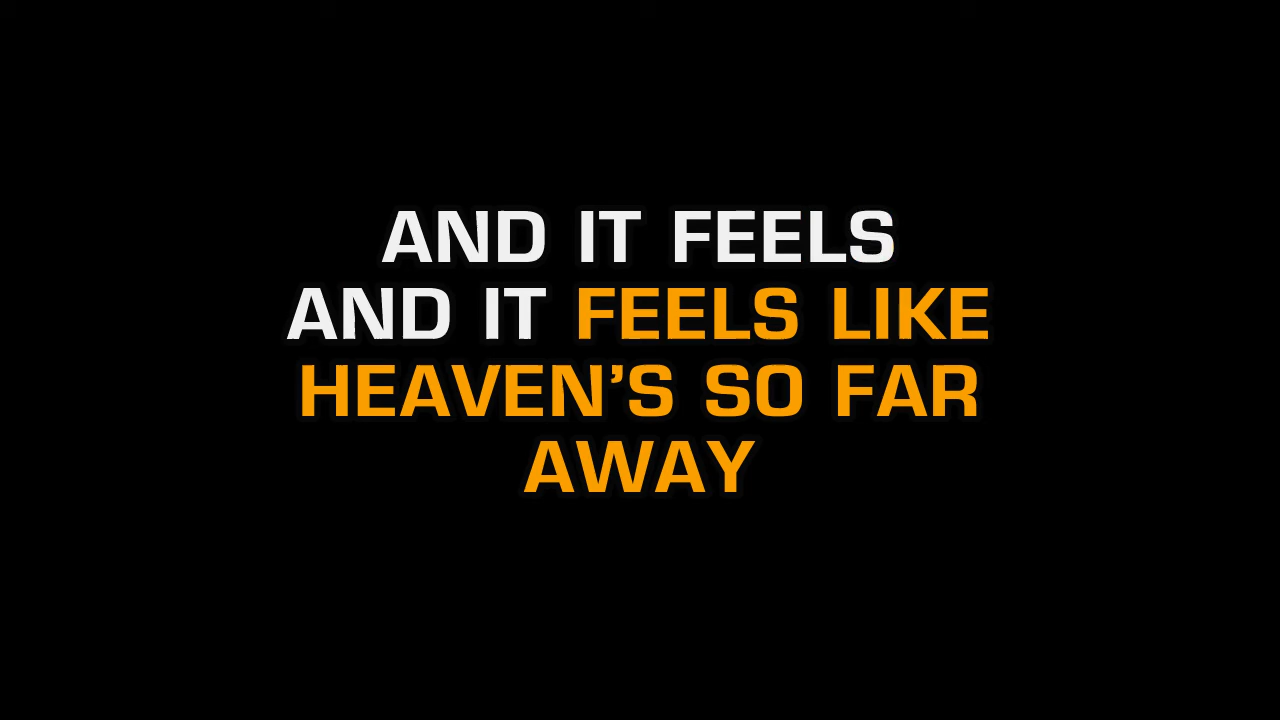 AND IT FEELS
AND IT FEELS LIKE
HEAVEN’S SO FAR
AWAY